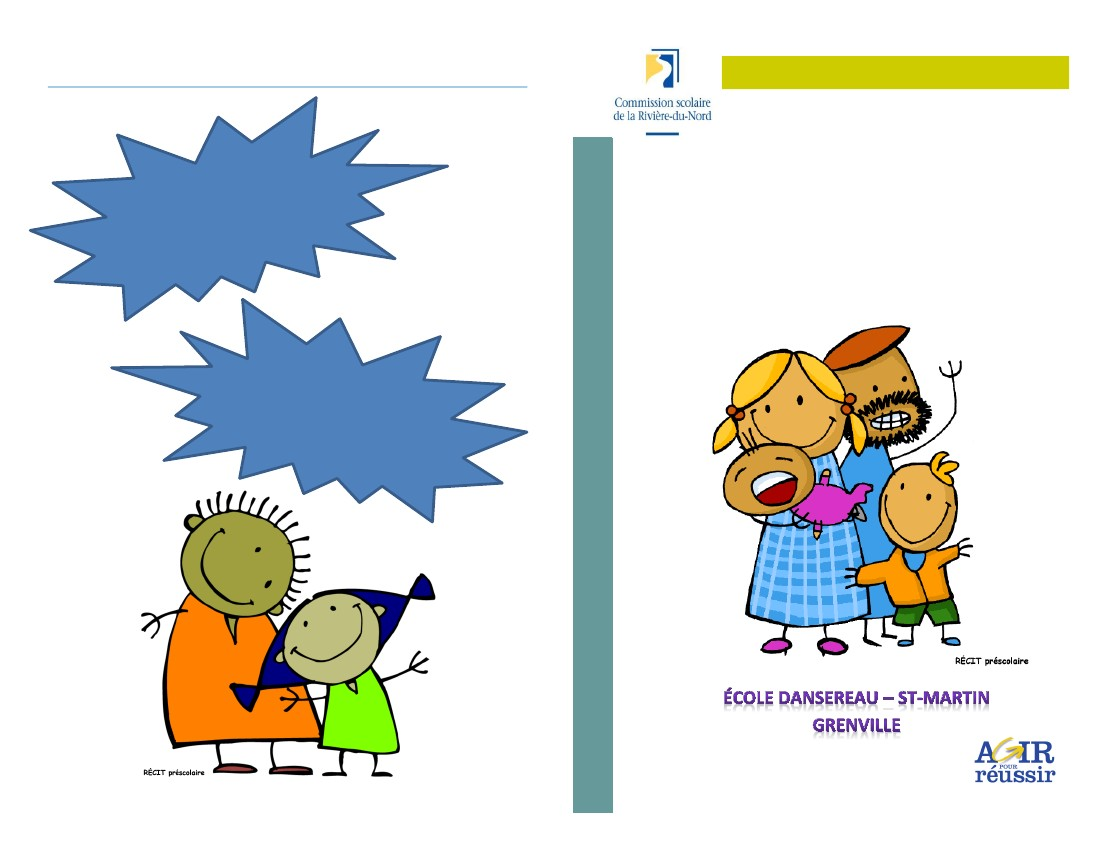 RÉCIT préscolaire
Commission scolaire
de la Rivière-du-Nord
RÉCIT préscolaire
ÉCOLE DANSEREAU – ST-MARTIN
GRENVILLE
AGIR
POUR
réussir